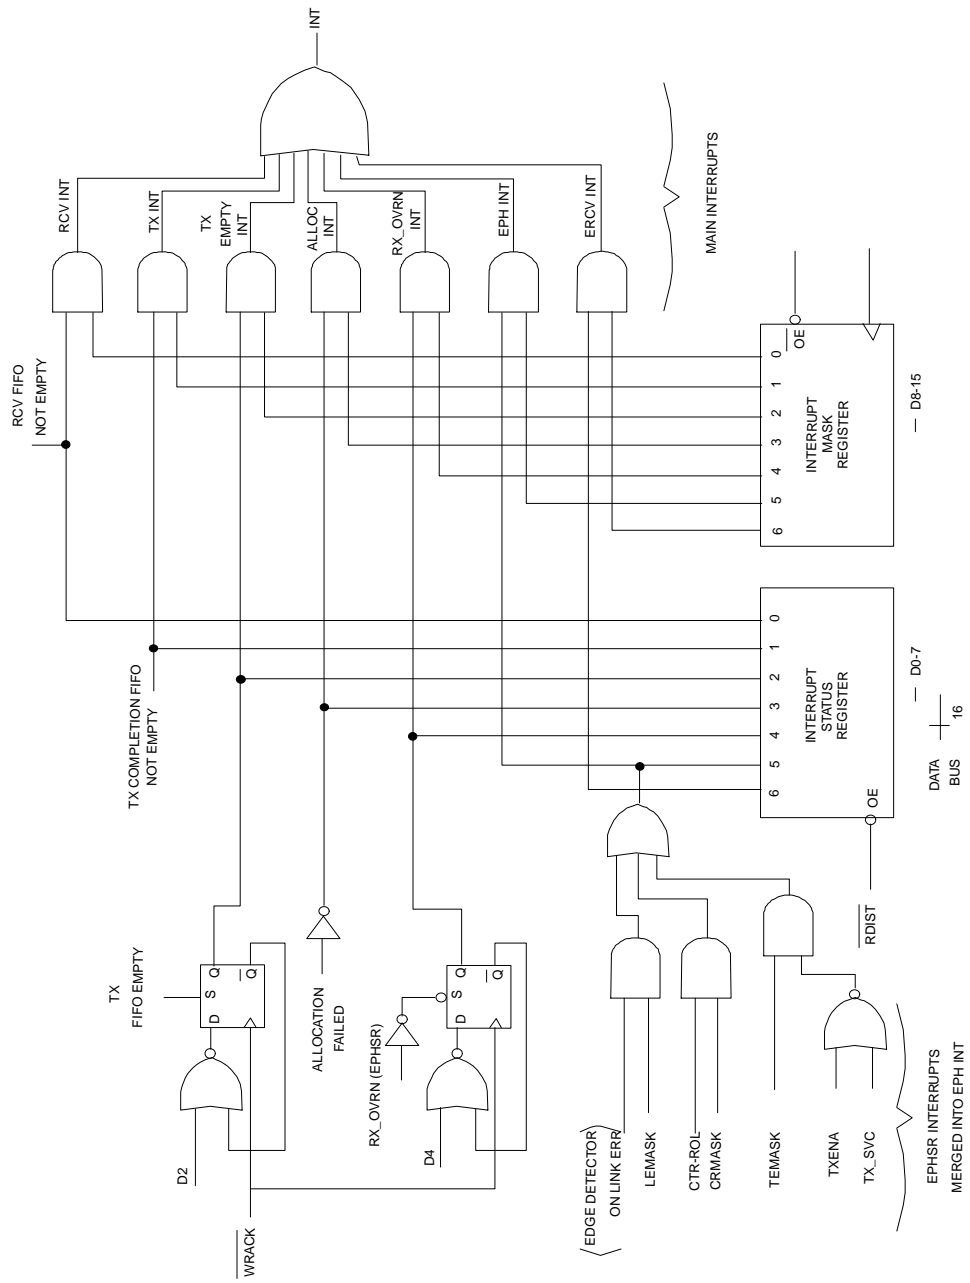 INT
RCV INT
TX INT
TX
EMPTY
INT
ALLOC
INT
RX_OVRN
INT
EPH INT
ERCV INT
MAIN INTERRUPTS
RCV FIFO
NOT EMPTY
OE
0
1
2
3
4
5
6
INTERRUPT
MASK
REGISTER
D8-15
TX COMPLETION FIFO
NOT EMPTY
0
1
2
3
4
5
6
INTERRUPT
STATUS
REGISTER
OE
D0-7
DATA
BUS
16
RDIST
TX
FIFO EMPTY
D
S
Q
Q
D2
ALLOCATION
FAILED
RX_OVRN (EPHSR)
D
S
Q
Q
D4
WRACK
EDGE DETECTOR
ON LINK ERR
LEMASK
CTR-ROL
CRMASK
TEMASK
TXENA
TX_SVC
EPHSR INTERRUPTS
MERGED INTO EPH INT